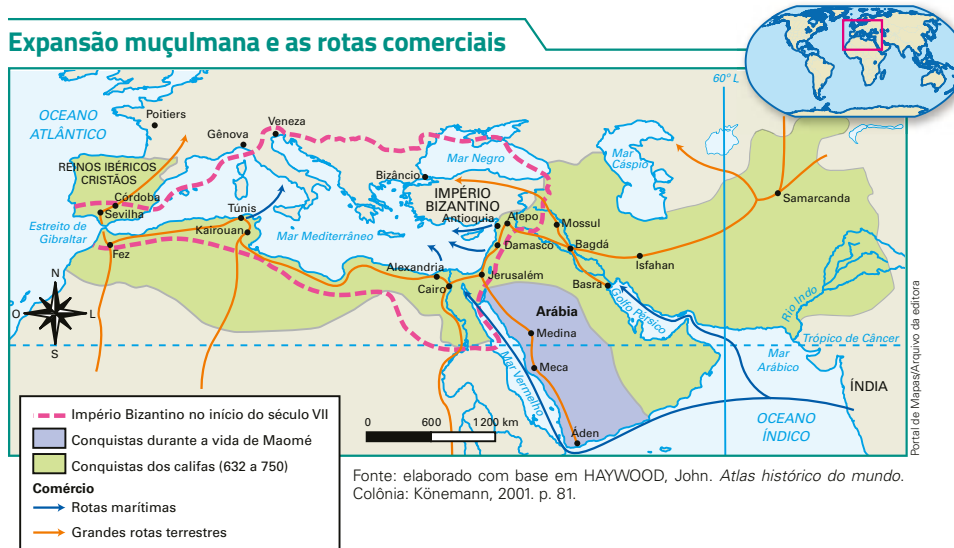 Expansão muçulmana e as rotas comerciais
60° L
OCEANO
ATLÂNTICO
Poitiers
Gênova
Veneza
REINOS IBÉRICOS
CRISTÃOS
Córdoba
Sevilha
Estreito de
Gibraltar
Fez
Túnis
Kairouan
Mar Mediterrâneo
Bizâncio
Mar Negro
IMPÉRIO
BIZANTINO
Antioquia
Alepo
Mossul
Damasco
Bagdá
Mar
Cáspio
Samarcanda
Isfahan
Alexandria
Cairo
Jerusalém
Basra
Golfo Pérsico
Arábia
Medina
Meca
Mar Vermelho
Áden
Rio Indo
Trópico de Câncer
Mar
Arábico
ÍNDIA
OCEANO
ÍNDICO
N
O
L
S
Império Bizantino no início do século VII
Conquistas durante a vida de Maomé
Conquistas dos califas (632 a 750)
Comércio
Rotas marítimas
Grandes rotas terrestres
0 600 1 200 km
Portal de Mapas/Arquivo da editora
Fonte: elaborado com base em HAYWOOD, John. Atlas histórico do mundo.
Colônia: Könemann, 2001. p. 81.